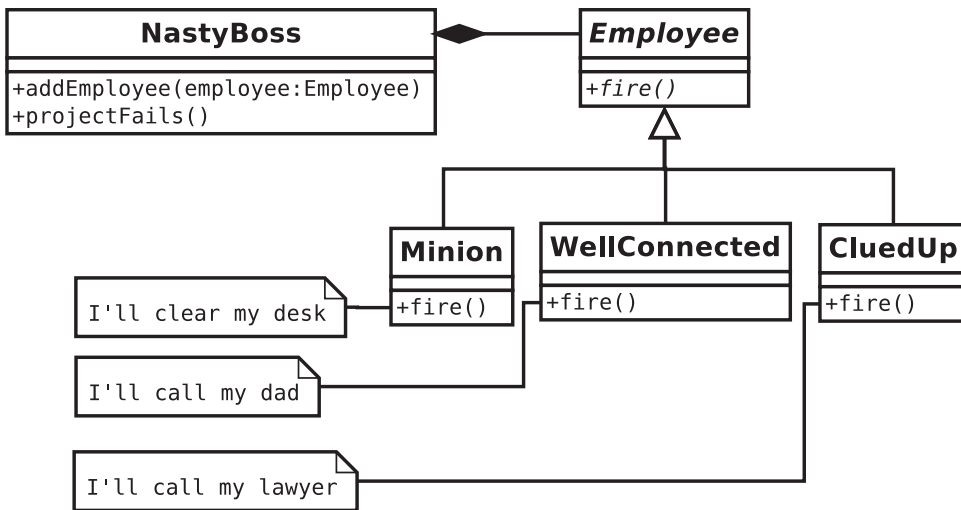 NastyBoss
+addEmployee(employee:Employee)
+projectFails()
Employee
+fire()
Minion
+fire()
WellConnected
+fire()
CluedUp
+fire()
I'll clear my desk
I'll call my dad
I'll call my lawyer